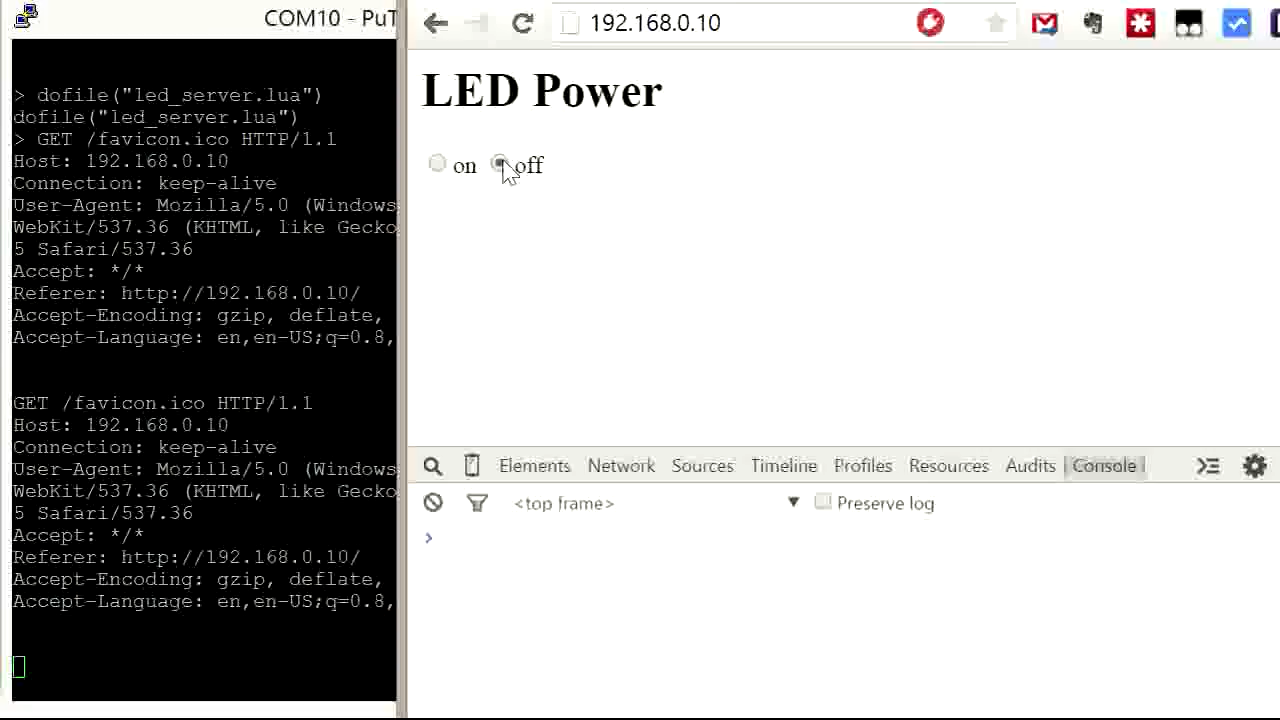 COM10 - PuT
> dofile("led_server.lua")
dofile("led_server.lua")
> GET /favicon.ico HTTP/1.1
Host: 192.168.0.10
Connection: keep-alive
User-Agent: Mozilla/5.0 (Windows
WebKit/537.36 (KHTML, like Gecko
5 Safari/537.36
Accept: */*
Referer: http://192.168.0.10/
Accept-Encoding: gzip, deflate,
Accept-Language: en,en-US;q=0.8,
GET /favicon.ico HTTP/1.1
Host: 192.168.0.10
Connection: keep-alive
User-Agent: Mozilla/5.0 (Windows
WebKit/537.36 (KHTML, like Gecko
5 Safari/537.36
Accept: */*
Referer: http://192.168.0.10/
Accept-Encoding: gzip, deflate,
Accept-Language: en,en-US;q=0.8,
192.168.0.10
LED Power
on off
Elements Network Sources Timeline Profiles Resources Audits Console
<top frame> Preserve log
>